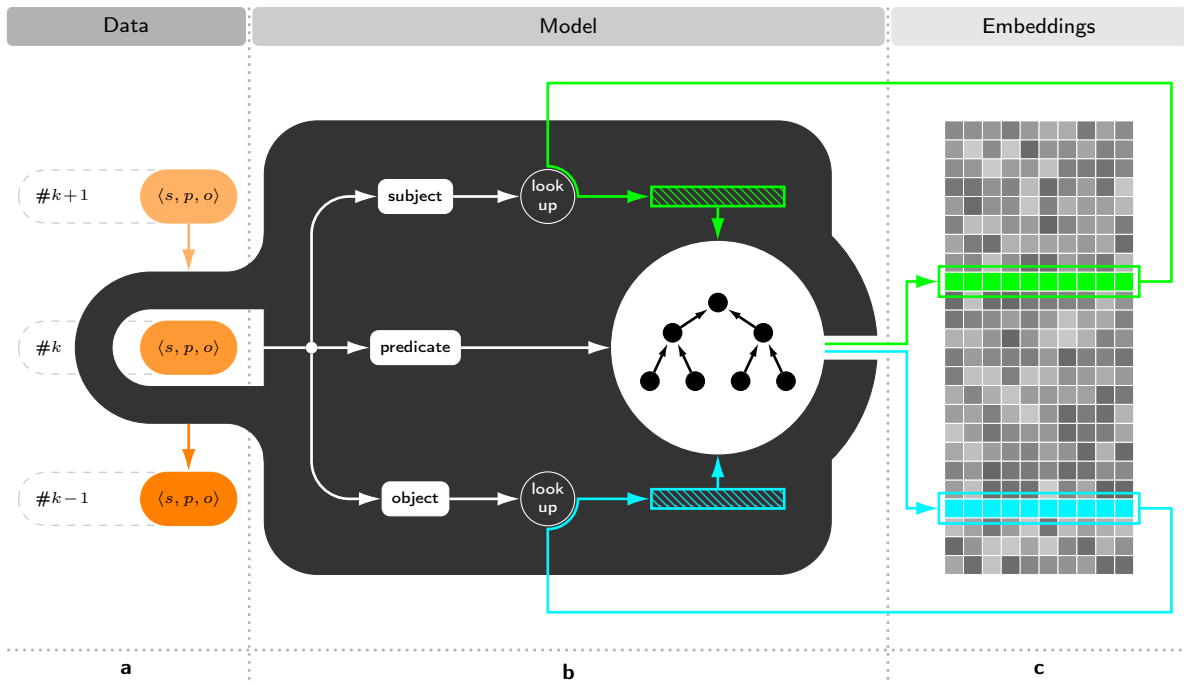 Data
Model
Embeddings
#k+1
⟨s, p, o⟩
subject
look
up
#k
⟨s, p, o⟩
predicate
#k−1
⟨s, p, o⟩
object
look
up
a
b
c